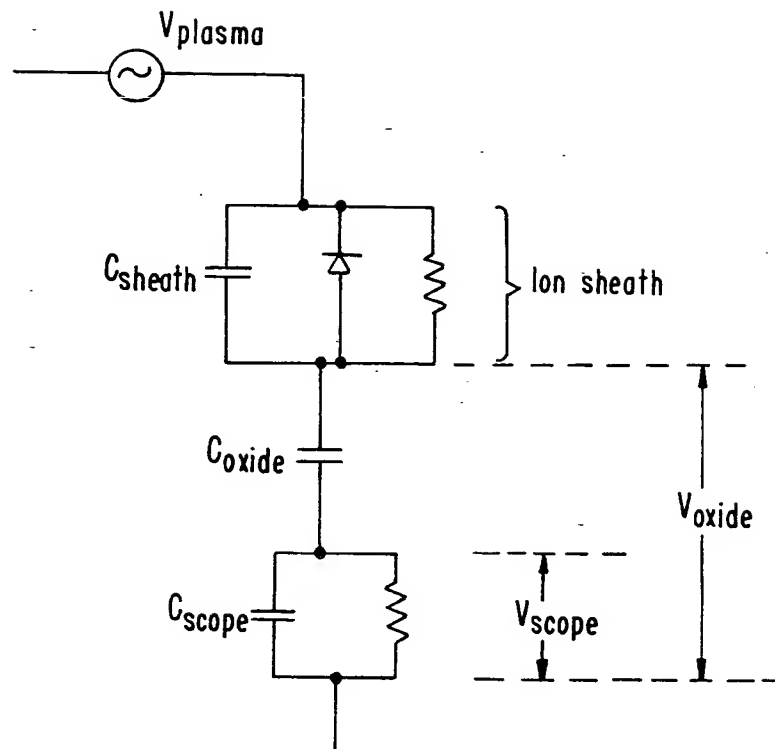 Vplasma
Csheath
Ion sheath
Coxide
Voxide
Cscope
Vscope